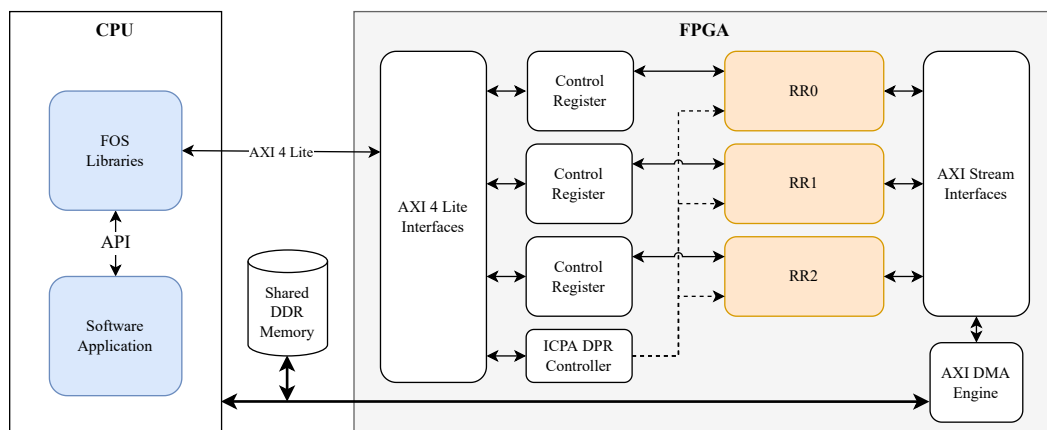 CPU
FPGA
FOS
Libraries
API
Software
Application
AXI 4 Lite
Shared
DDR
Memory
AXI 4 Lite
Interfaces
Control
Register
Control
Register
Control
Register
ICPA DPR
Controller
RR0
RR1
RR2
AXI Stream
Interfaces
AXI DMA
Engine